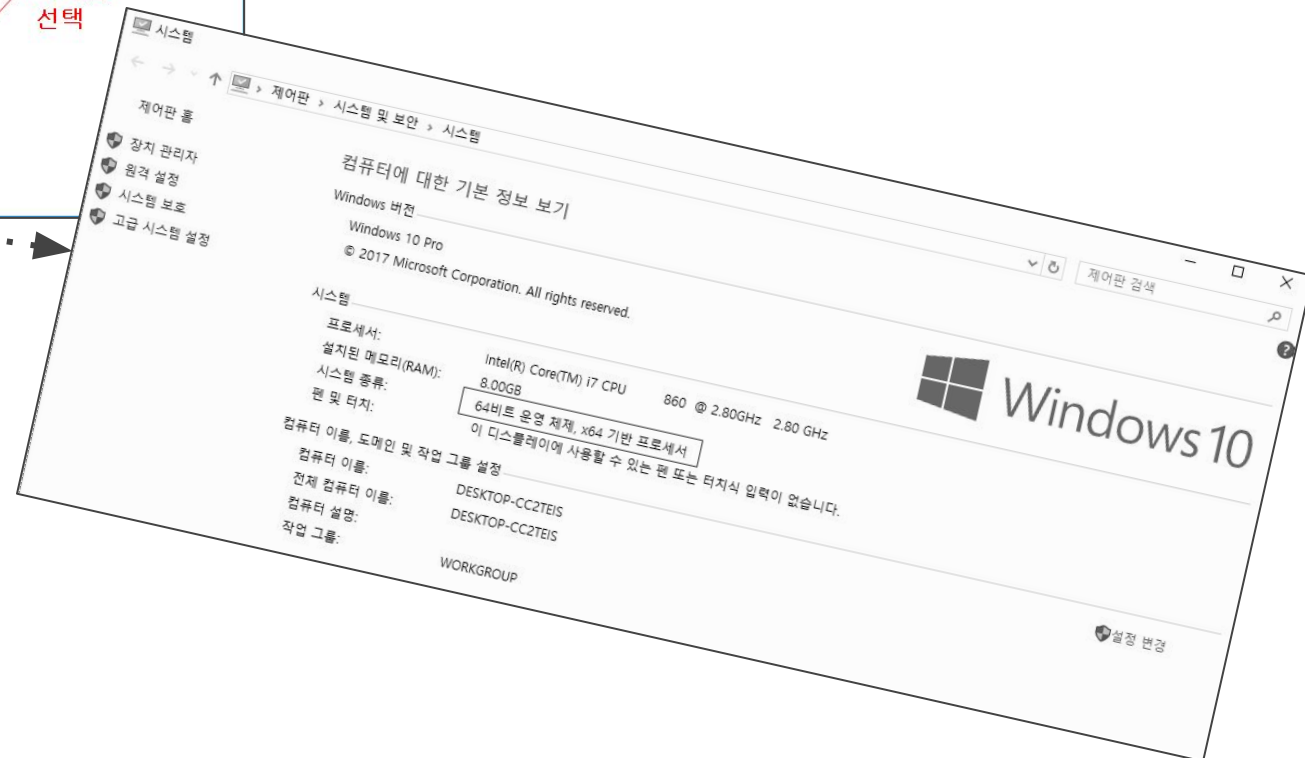 선택
시스템
제어판 › 시스템 및 보안 › 시스템
제어판 검색
제어판 홈
장치 관리자
원격 설정
시스템 보호
고급 시스템 설정
컴퓨터에 대한 기본 정보 보기
Windows 버전
Windows 10 Pro
© 2017 Microsoft Corporation. All rights reserved.
Windows 10
시스템
프로세서: Intel(R) Core(TM) i7 CPU 860 @ 2.80GHz 2.80 GHz
설치된 메모리(RAM): 8.00GB
시스템 종류: 64비트 운영 체제, x64 기반 프로세서
펜 및 터치: 이 디스플레이에 사용할 수 있는 펜 또는 터치식 입력이 없습니다.
컴퓨터 이름, 도메인 및 작업 그룹 설정
컴퓨터 이름: DESKTOP-CC2TEIS
전체 컴퓨터 이름: DESKTOP-CC2TEIS
컴퓨터 설명:
작업 그룹: WORKGROUP
설정 변경